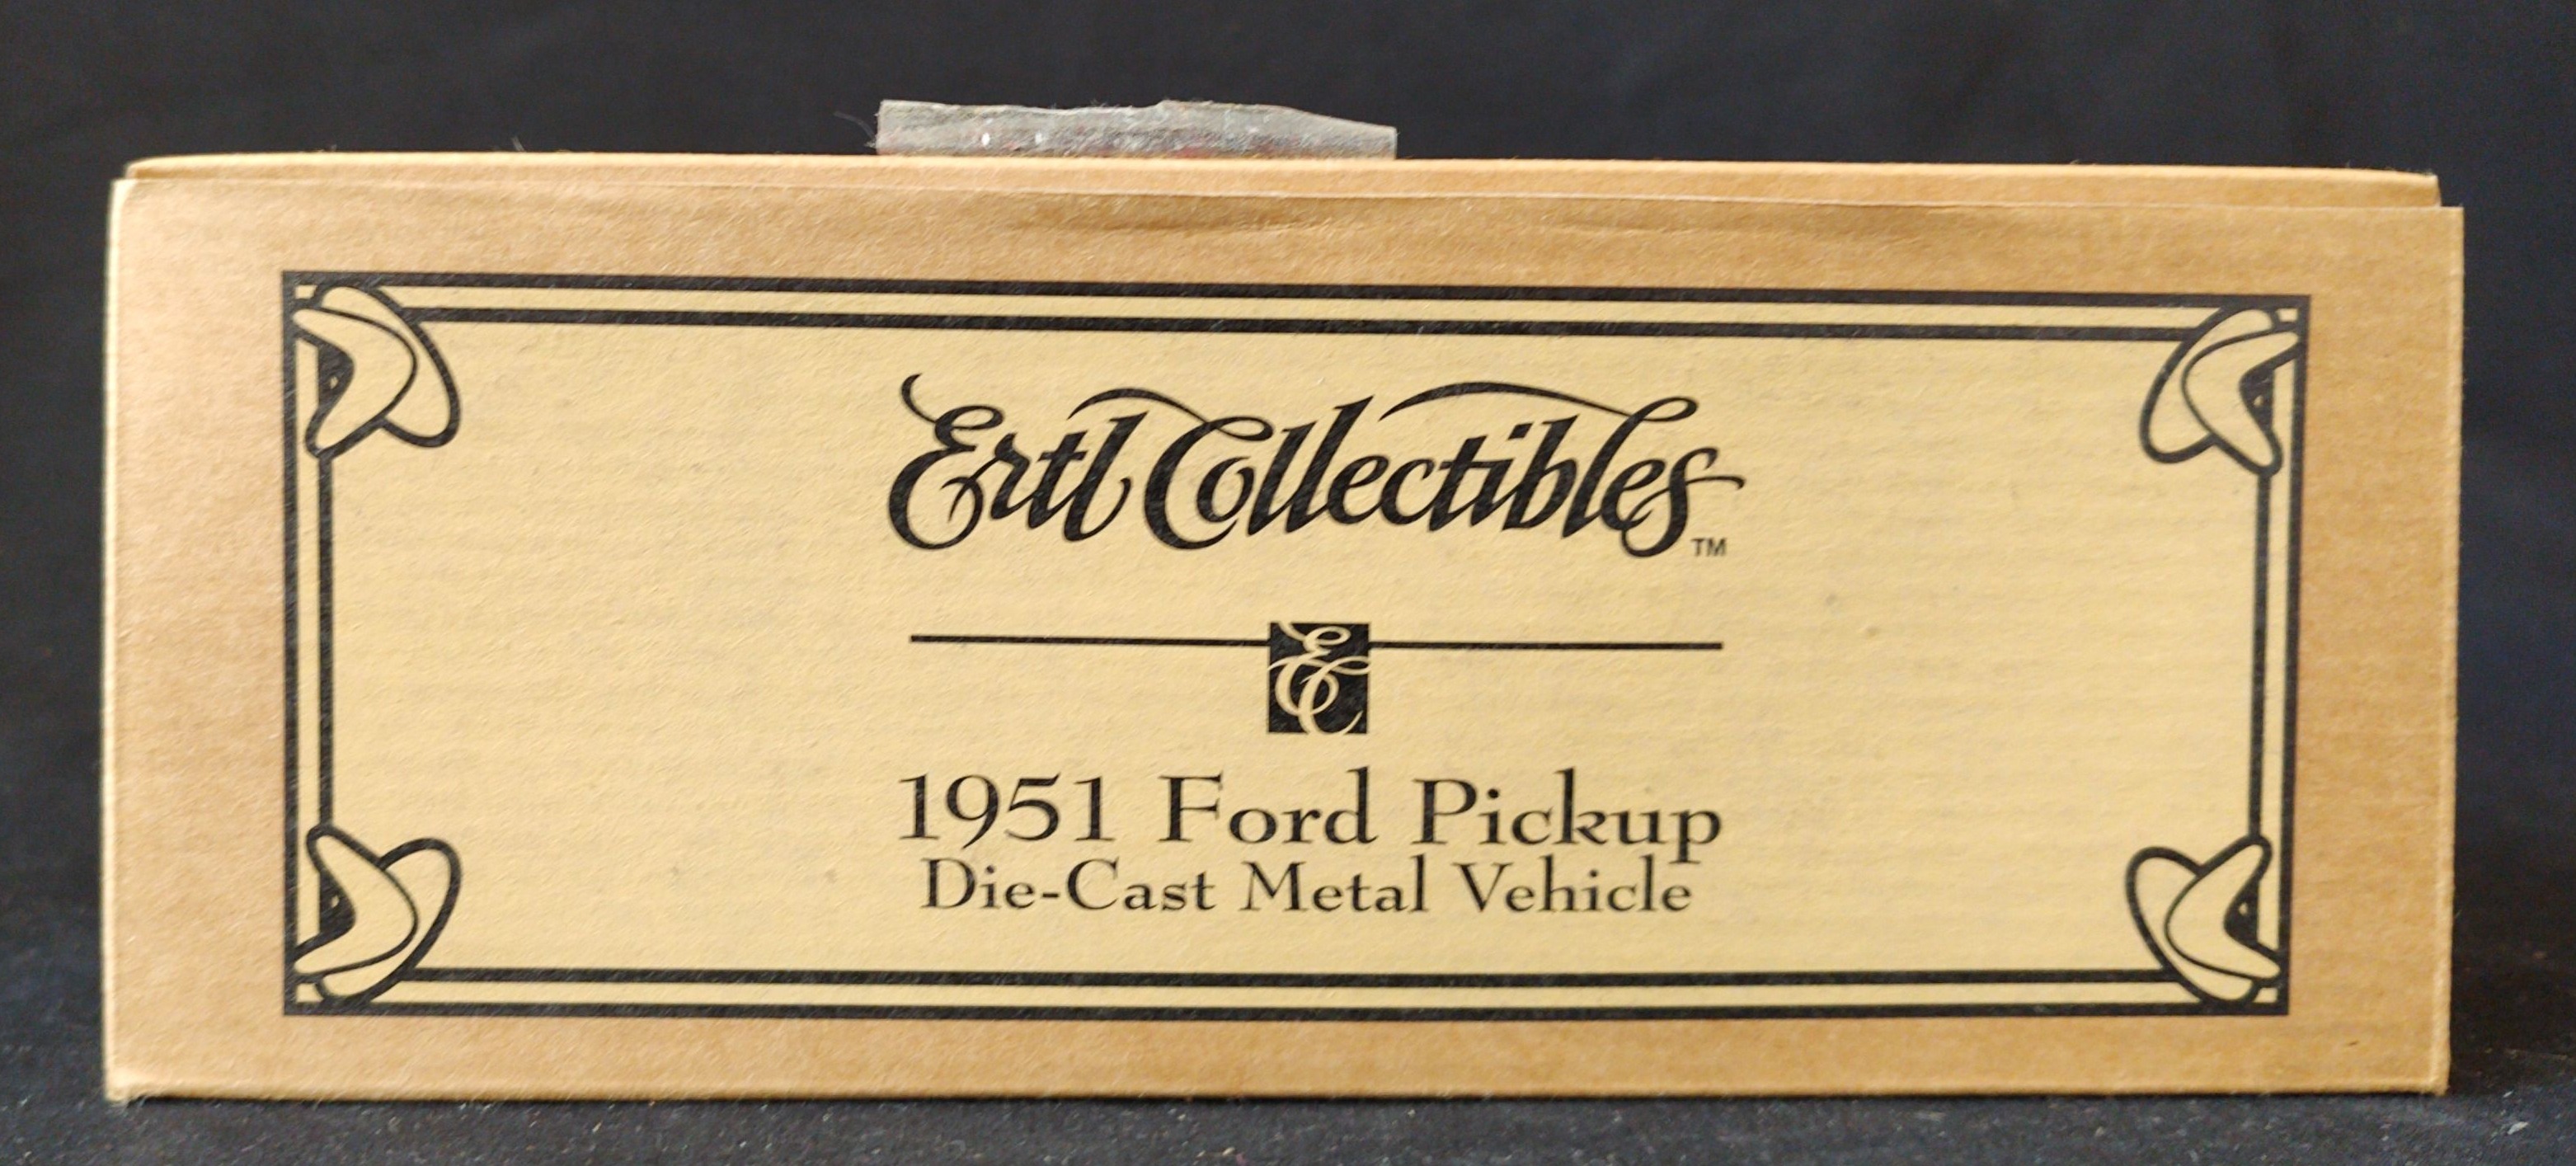 Ertl Collectibles™
EC
1951 Ford Pickup
Die-Cast Metal Vehicle